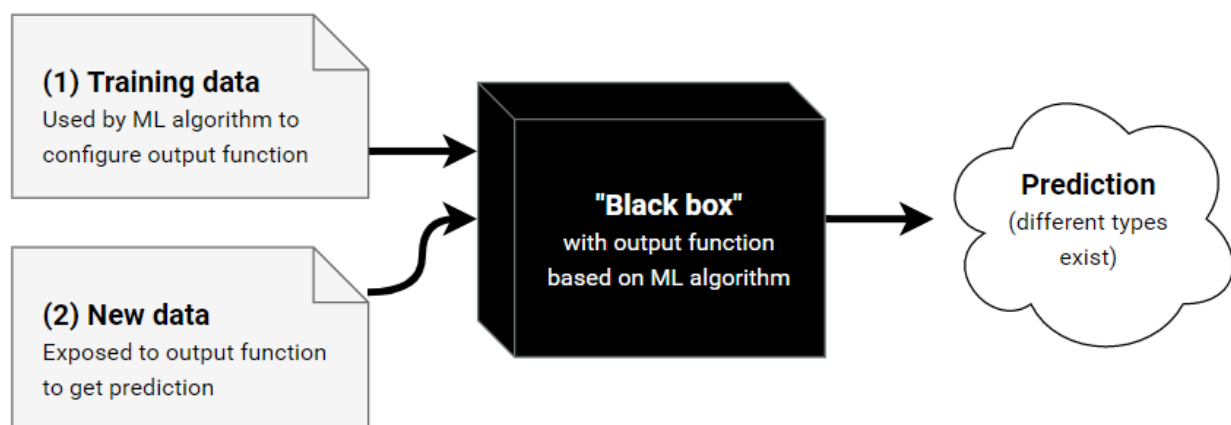 (1) Training data
Used by ML algorithm to
configure output function
(2) New data
Exposed to output function
to get prediction
"Black box"
with output function
based on ML algorithm
Prediction
(different types
exist)